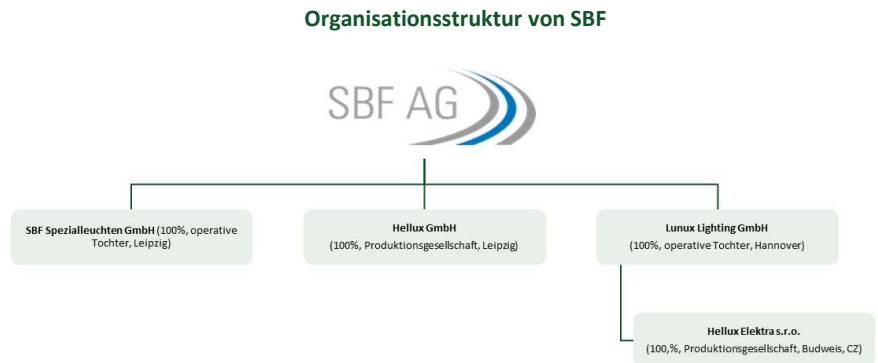 Organisationsstruktur von SBF
SBF AG
SBF Spezialleuchten GmbH (100%, operative
Tochter, Leipzig)
Hellux GmbH
(100%, Produktionsgesellschaft, Leipzig)
Lunux Lighting GmbH
(100%, operative Tochter, Hannover)
Hellux Elektra s.r.o.
(100,%, Produktionsgesellschaft, Budweis, CZ)